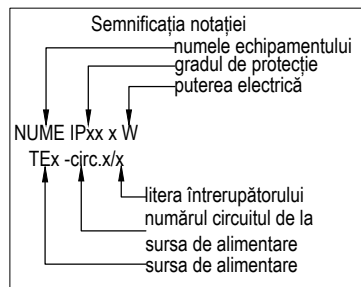 Semnificația notației
numele echipamentului
gradul de protecție
puterea electrică
NUME IPxx x W
TEx -circ.x/x
litera întrerupătorului
numărul circuitul de la
sursa de alimentare
sursa de alimentare